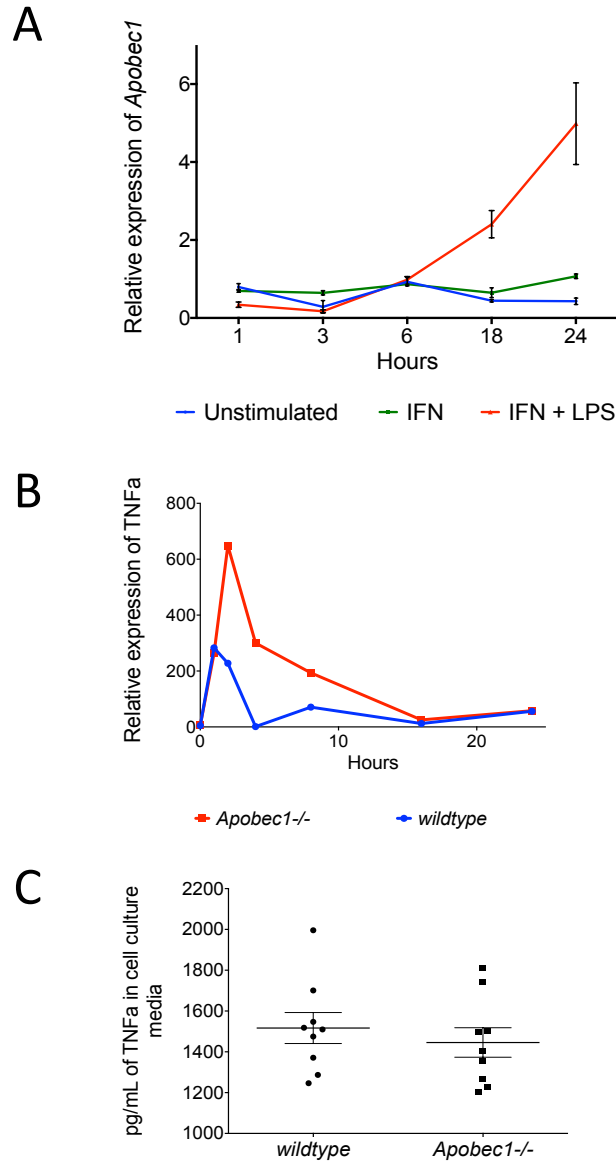 A
Relative expression of Apobec1
6
4
2
0
1 3 6 18 24
Hours
Unstimulated IFN IFN + LPS
B
Relative expression of TNFa
800
600
400
200
0
0 10 20
Hours
Apobec1-/- wildtype
C
pg/mL of TNFa in cell culture
media
2200
2000
1800
1600
1400
1200
1000
wildtype Apobec1-/-